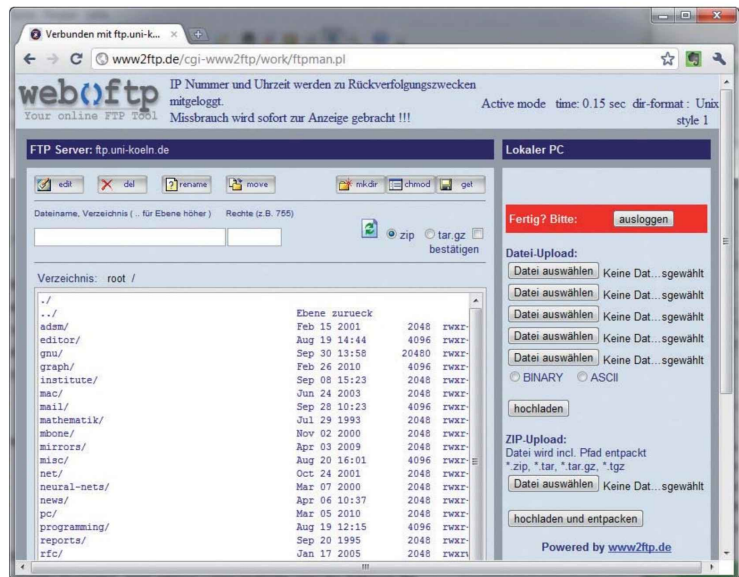 Verbunden mit ftp.uni-k...
www2ftp.de/cgi-www2ftp/work/ftpman.pl
web()ftp
Your online FTP Tool
IP Nummer und Uhrzeit werden zu Rückverfolgungszwecken
mitgeloggt.
Missbrauch wird sofort zur Anzeige gebracht !!!
Active mode time: 0.15 sec dir-format : Unix
style 1
FTP Server: ftp.uni-koeln.de
edit del rename move mkdir chmod get
Dateiname, Verzeichnis ( .. für Ebene höher ) Rechte (z.B. 755)
zip tar.gz
bestätigen
Verzeichnis: root /
./
../ Ebene zurueck
adsm/ Feb 15 2001 2048 rwxr-
editor/ Aug 19 14:44 4096 rwxr-
gnu/ Sep 30 13:58 20480 rwxr-
graph/ Feb 26 2010 4096 rwxr-
institute/ Sep 08 15:23 2048 rwxr-
mac/ Jun 24 2003 2048 rwxr-
mail/ Sep 28 10:23 4096 rwxr-
mathematik/ Jul 29 1993 2048 rwxr-
mbone/ Nov 02 2000 2048 rwxr-
mirrors/ Apr 03 2009 2048 rwxr-
misc/ Aug 20 16:01 4096 rwxr-
net/ Oct 24 2001 2048 rwxr-
neural-nets/ Mar 07 2000 2048 rwxr-
news/ Apr 06 10:37 2048 rwxr-
pc/ Mar 05 2010 2048 rwxr-
programming/ Aug 19 12:15 4096 rwxr-
reports/ Sep 20 1995 2048 rwxr-
rfc/ Jan 17 2005 2048 rwxr
Lokaler PC
Fertig? Bitte: ausloggen
Datei-Upload:
Datei auswählen Keine Dat...sgewählt
Datei auswählen Keine Dat...sgewählt
Datei auswählen Keine Dat...sgewählt
Datei auswählen Keine Dat...sgewählt
Datei auswählen Keine Dat...sgewählt
BINARY ASCII
hochladen
ZIP-Upload:
Datei wird incl. Pfad entpackt
*.zip, *.tar, *.tar.gz, *.tgz
Datei auswählen Keine Dat...sgewählt
hochladen und entpacken
Powered by www2ftp.de